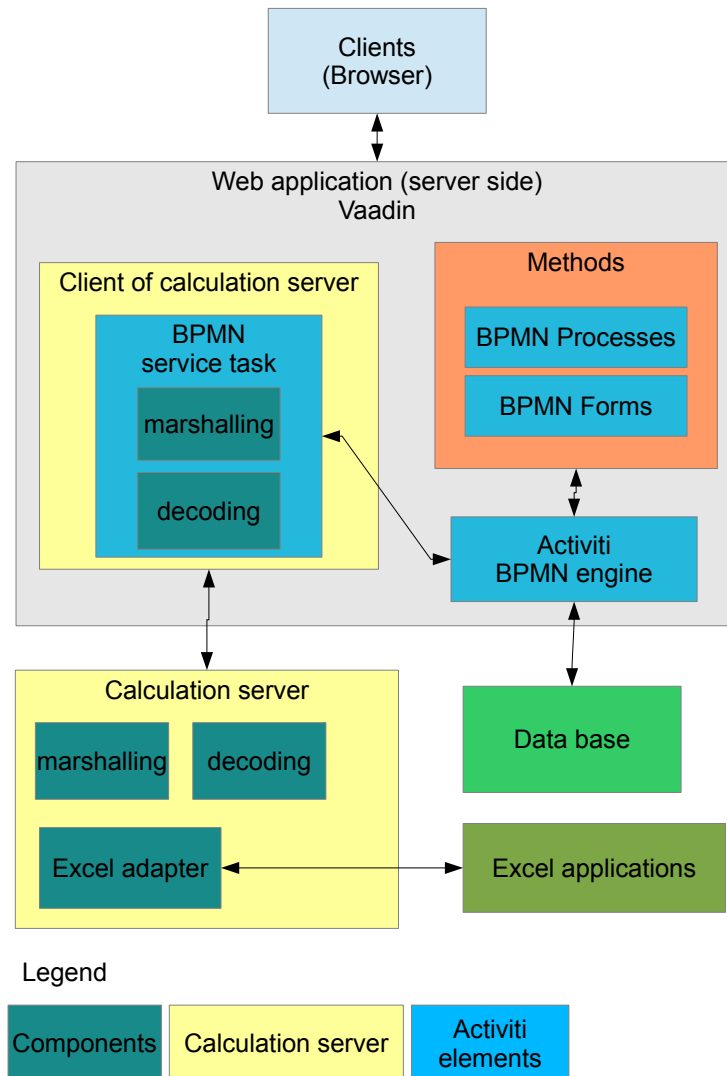 Clients
(Browser)
Web application (server side)
Vaadin
Client of calculation server
BPMN
service task
marshalling
decoding
Methods
BPMN Processes
BPMN Forms
Activiti
BPMN engine
Calculation server
marshalling
decoding
Excel adapter
Data base
Excel applications
Legend
Components
Calculation server
Activiti
elements